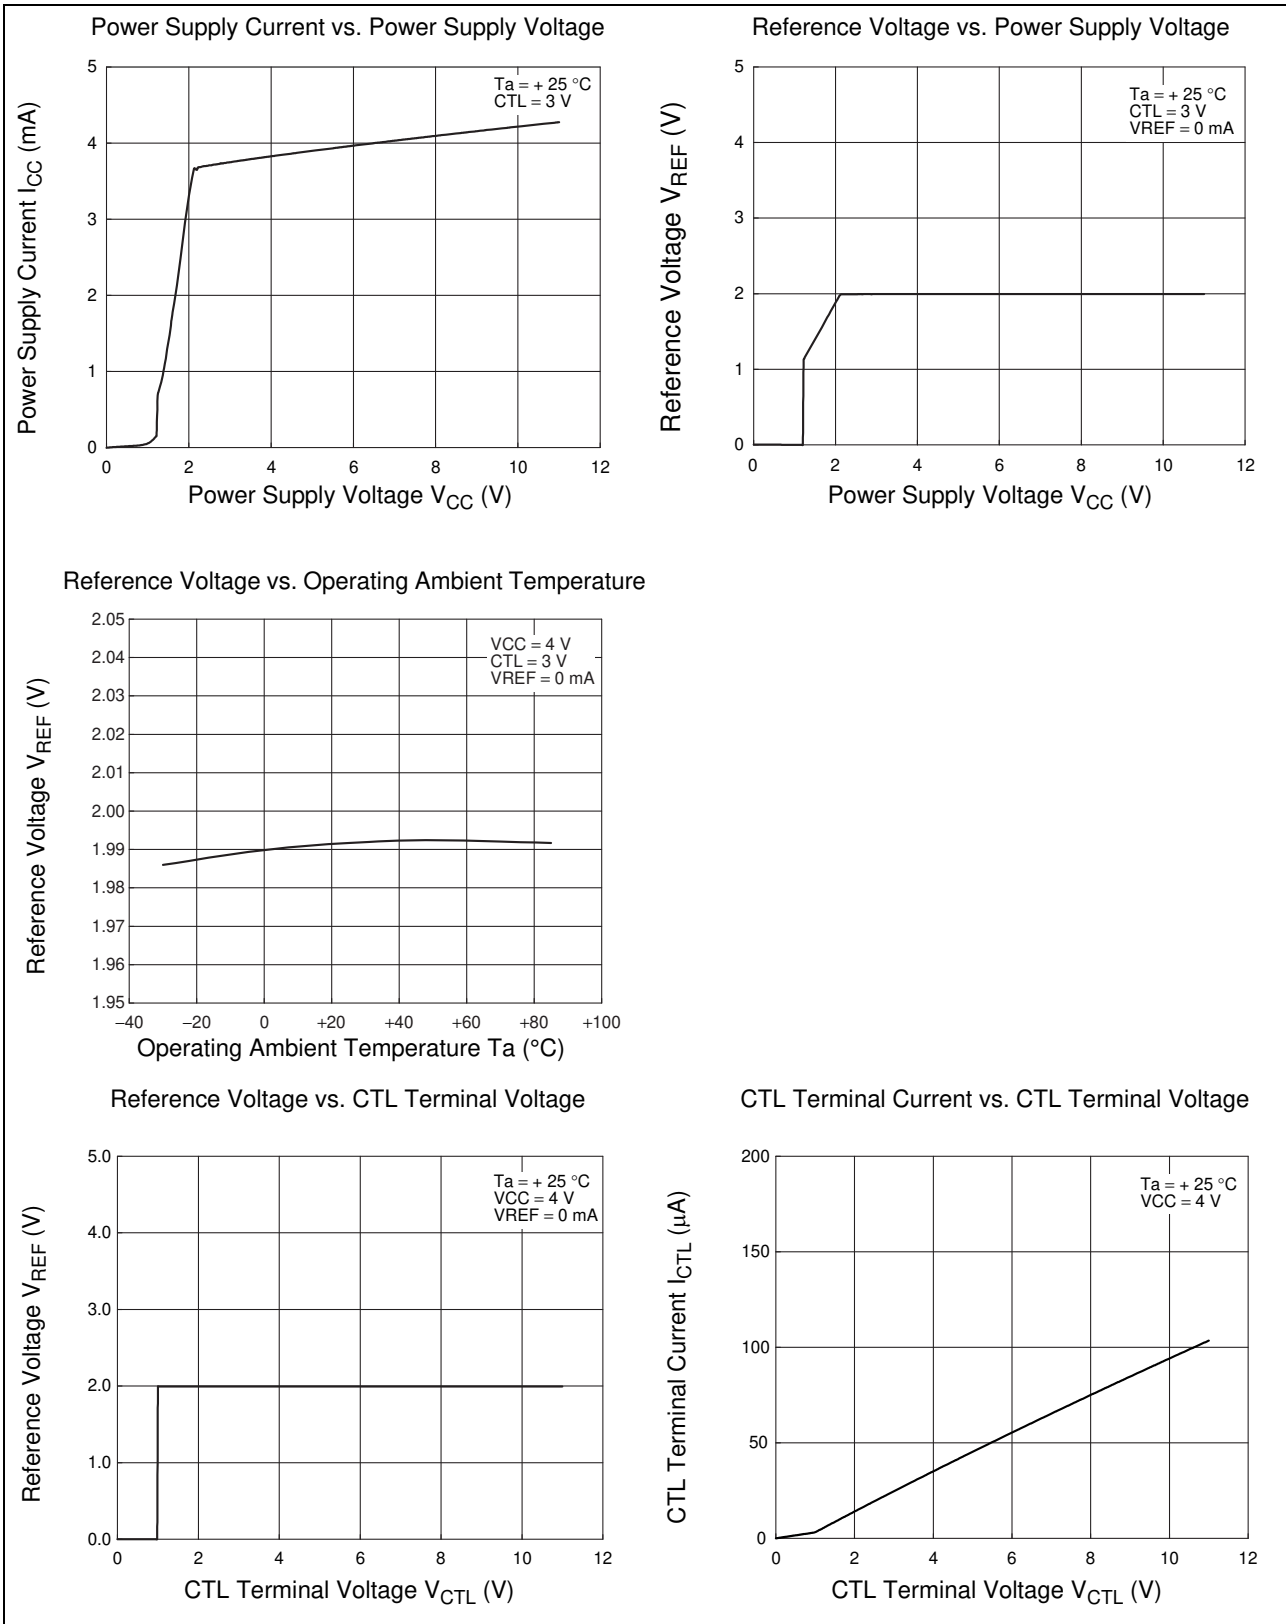 Power Supply Current vs. Power Supply Voltage
Power Supply Current ICC (mA)
5
4
3
2
1
0
Ta = + 25 °C
CTL = 3 V
0 2 4 6 8 10 12
Power Supply Voltage VCC (V)
Reference Voltage vs. Power Supply Voltage
Reference Voltage VREF (V)
5
4
3
2
1
0
Ta = + 25 °C
CTL = 3 V
VREF = 0 mA
0 2 4 6 8 10 12
Power Supply Voltage VCC (V)
Reference Voltage vs. Operating Ambient Temperature
Reference Voltage VREF (V)
2.05
2.04
2.03
2.02
2.01
2.00
1.99
1.98
1.97
1.96
1.95
VCC = 4 V
CTL = 3 V
VREF = 0 mA
−40 −20 0 +20 +40 +60 +80 +100
Operating Ambient Temperature Ta (°C)
Reference Voltage vs. CTL Terminal Voltage
Reference Voltage VREF (V)
5.0
4.0
3.0
2.0
1.0
0.0
Ta = + 25 °C
VCC = 4 V
VREF = 0 mA
0 2 4 6 8 10 12
CTL Terminal Voltage VCTL (V)
CTL Terminal Current vs. CTL Terminal Voltage
CTL Terminal Current ICTL (μA)
200
150
100
50
0
Ta = + 25 °C
VCC = 4 V
0 2 4 6 8 10 12
CTL Terminal Voltage VCTL (V)